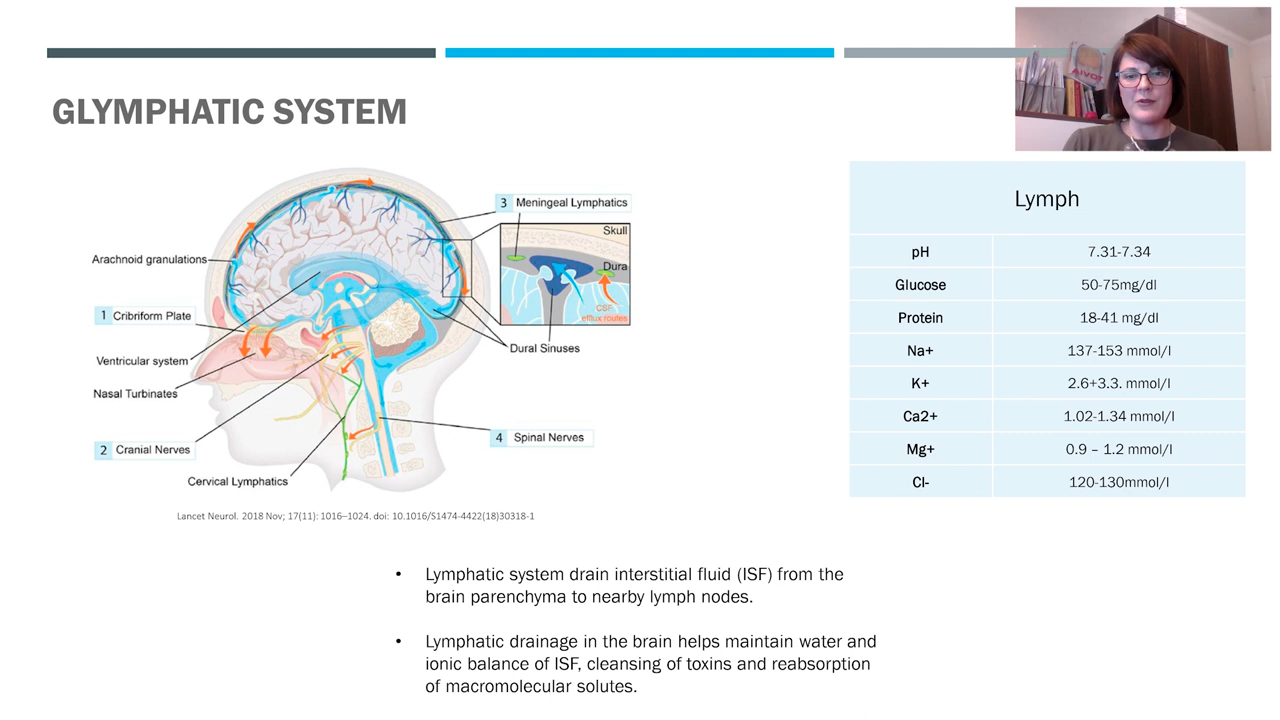 GLYMPHATIC SYSTEM
AIVOT
3 Meningeal Lymphatics
Skull
Dura
CSF
efflux routes
Arachnoid granulations
1 Cribriform Plate
Ventricular system
Nasal Turbinates
Dural Sinuses
2 Cranial Nerves
4 Spinal Nerves
Cervical Lymphatics
Lancet Neurol. 2018 Nov; 17(11): 1016–1024. doi: 10.1016/S1474-4422(18)30318-1
Lymph
pH 7.31-7.34
Glucose 50-75mg/dl
Protein 18-41 mg/dl
Na+ 137-153 mmol/l
K+ 2.6+3.3. mmol/l
Ca2+ 1.02-1.34 mmol/l
Mg+ 0.9 – 1.2 mmol/l
Cl- 120-130mmol/l
• Lymphatic system drain interstitial fluid (ISF) from the
brain parenchyma to nearby lymph nodes.
• Lymphatic drainage in the brain helps maintain water and
ionic balance of ISF, cleansing of toxins and reabsorption
of macromolecular solutes.